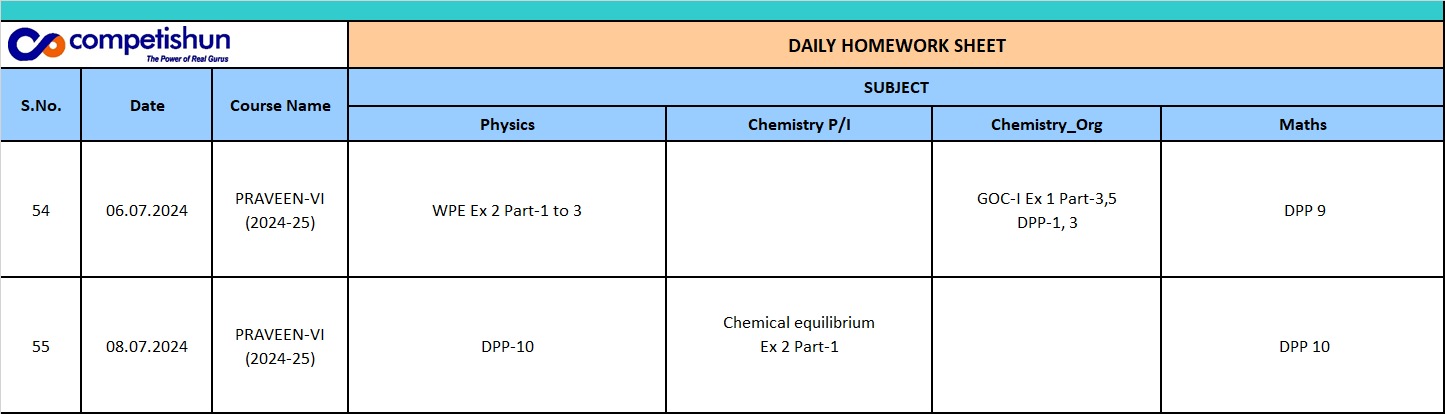 competishun
The Power of Real Gurus
DAILY HOMEWORK SHEET
S.No.
Date
Course Name
SUBJECT
Physics
Chemistry P/I
Chemistry_Org
Maths
54
06.07.2024
PRAVEEN-VI
(2024-25)
WPE Ex 2 Part-1 to 3
GOC-I Ex 1 Part-3,5
DPP-1, 3
DPP 9
55
08.07.2024
PRAVEEN-VI
(2024-25)
DPP-10
Chemical equilibrium
Ex 2 Part-1
DPP 10